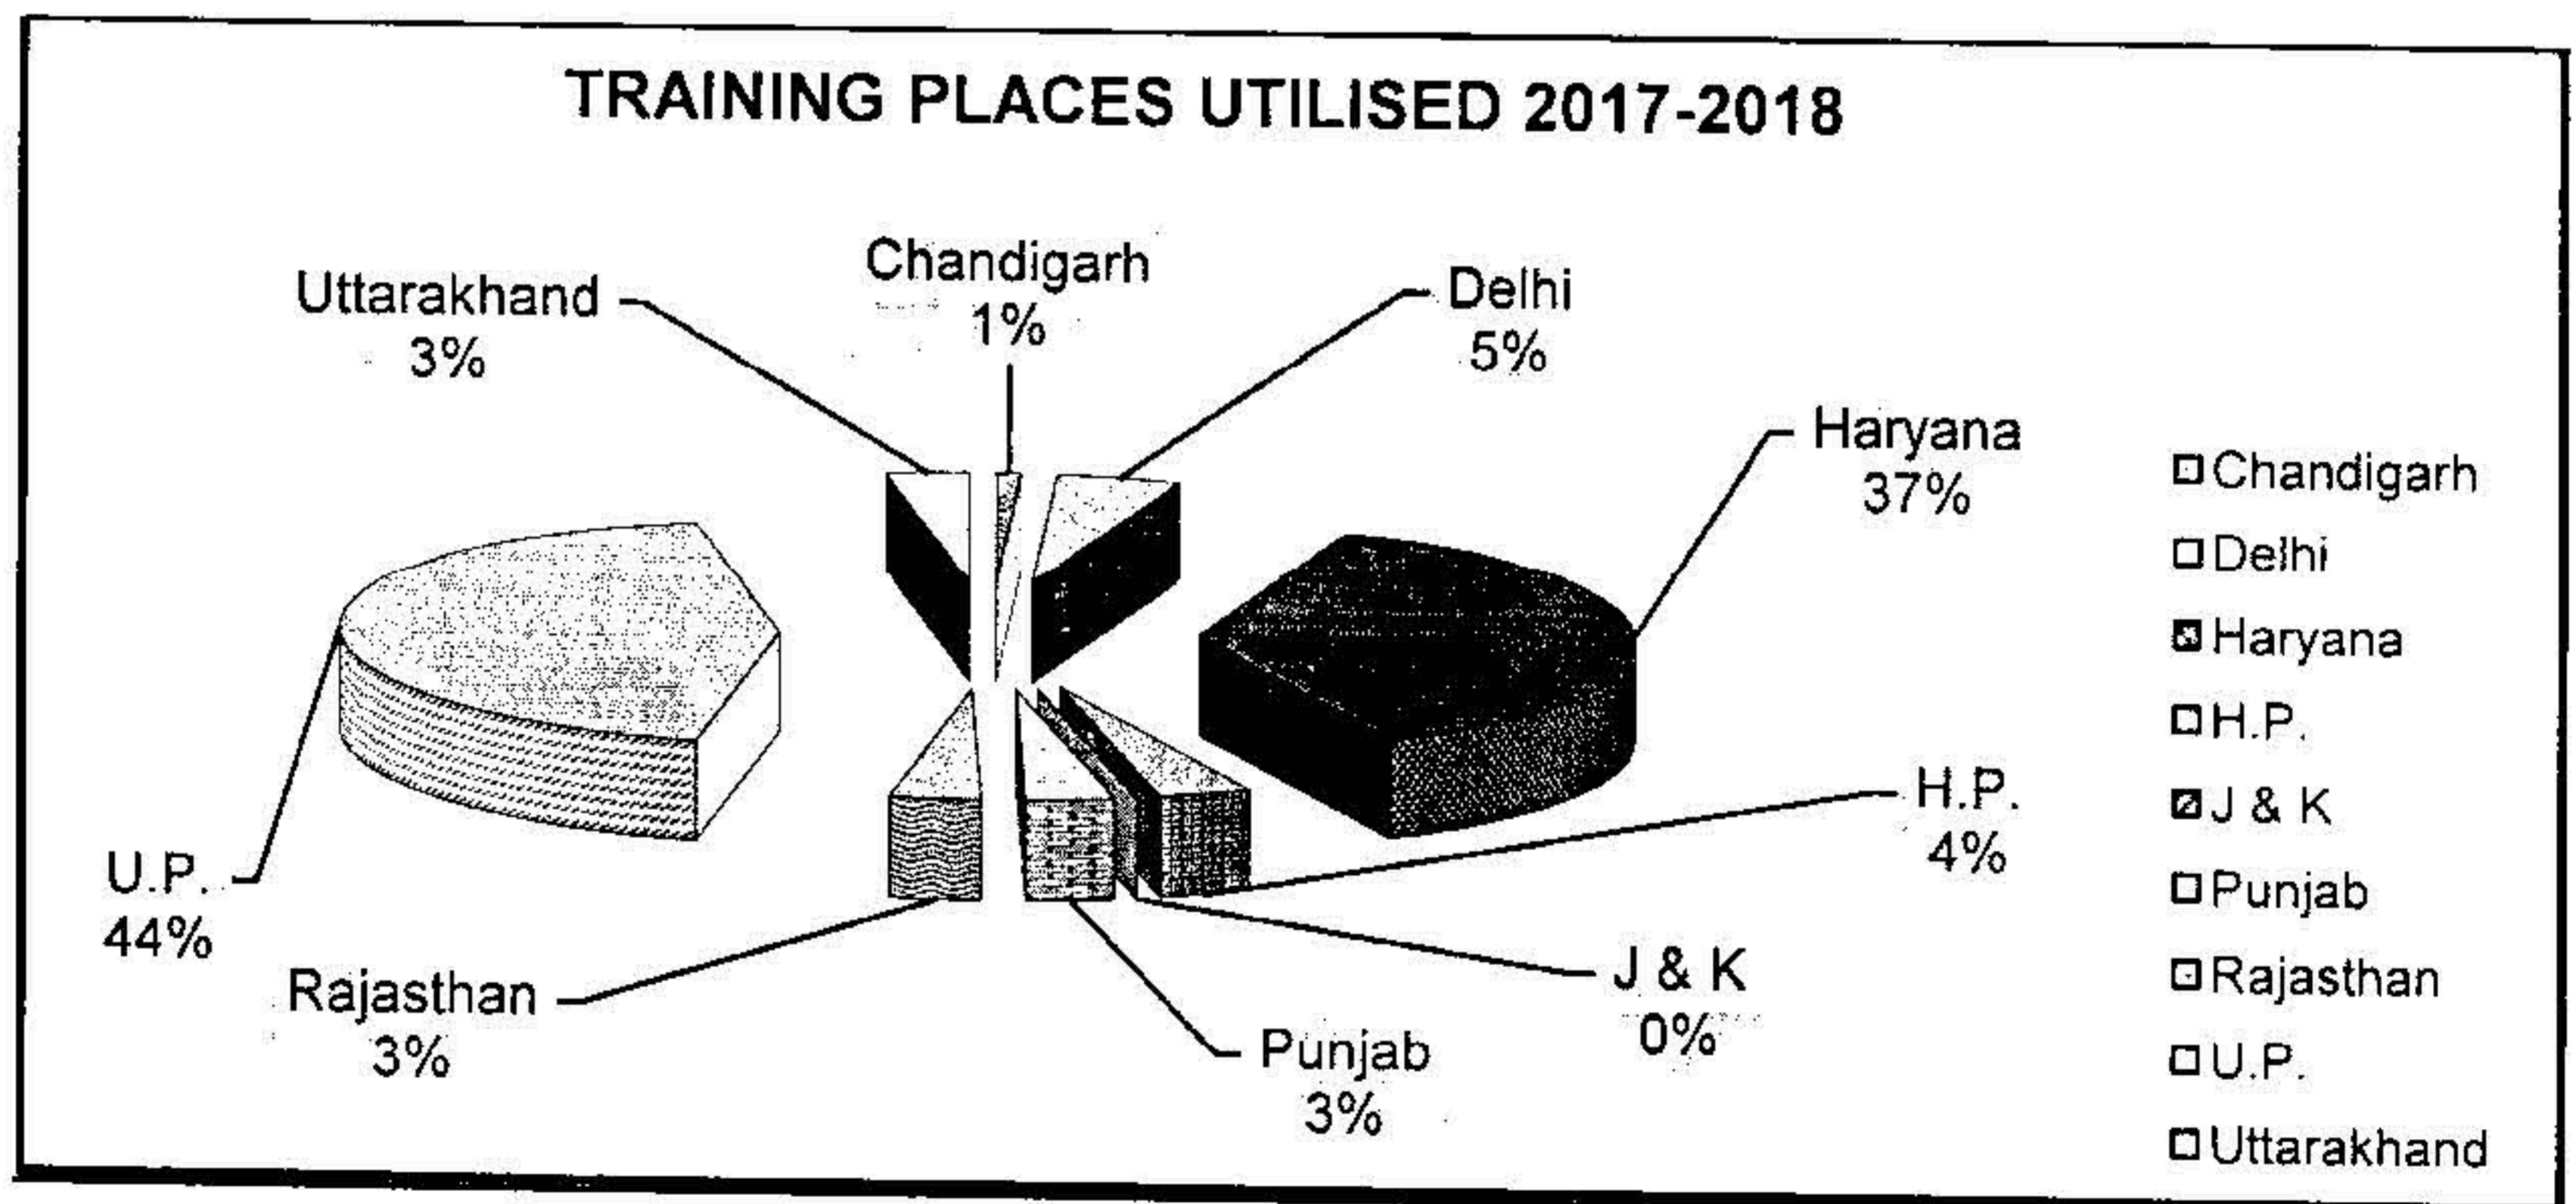 TRAINING PLACES UTILISED 2017-2018
Chandigarh
1%
Delhi
5%
Haryana
37%
H.P.
4%
J & K
0%
Punjab
3%
Rajasthan
3%
U.P.
44%
Uttarakhand
3%
Chandigarh
Delhi
Haryana
H.P.
J & K
Punjab
Rajasthan
U.P.
Uttarakhand